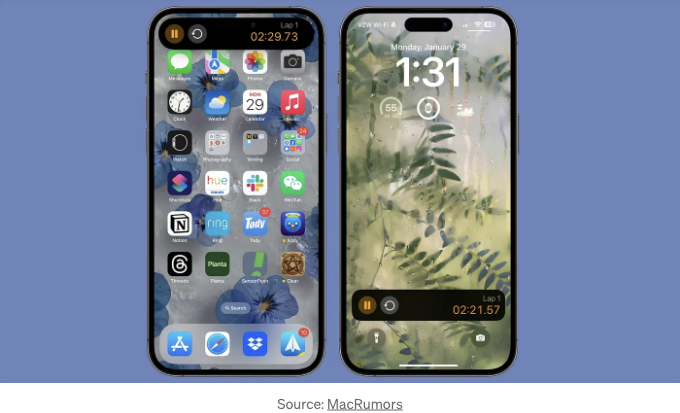 Lap 1
02:29.73
Messages
Maps
Photos
Camera
MON
29
Clock
Weather
Calendar
Music
24
Watch
Photography
Writing
Social
hue
Shortcuts
Hue
Slack
WeChat
37
ring
Tody
Notion
Ring
Tody
Planta
Threads
Planta
SensorPush
Clear
Search
10
VZW Wi-Fi
Monday, January 29
1:31
55
Lap 1
02:21.57
Source: MacRumors